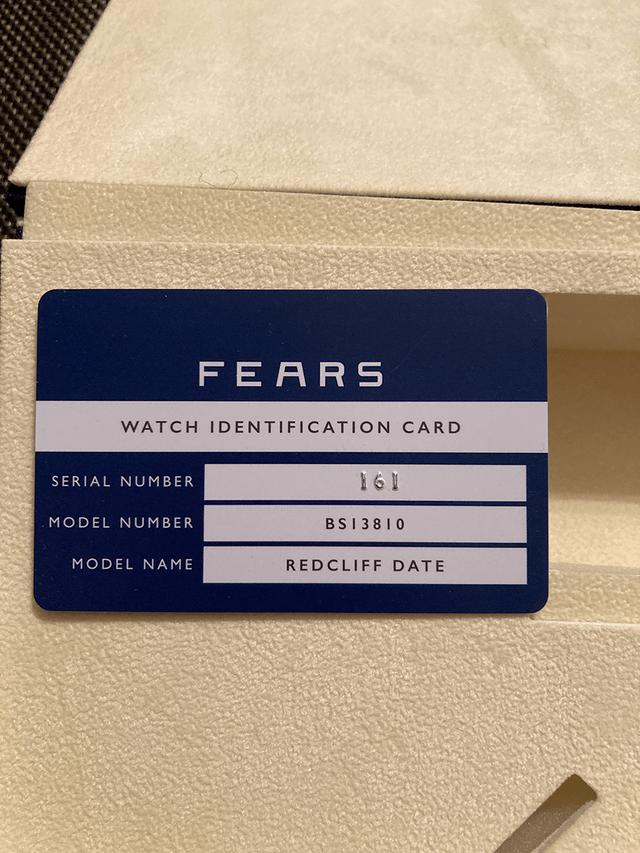 FEARS
WATCH IDENTIFICATION CARD
SERIAL NUMBER 161
MODEL NUMBER BS13810
MODEL NAME REDCLIFF DATE